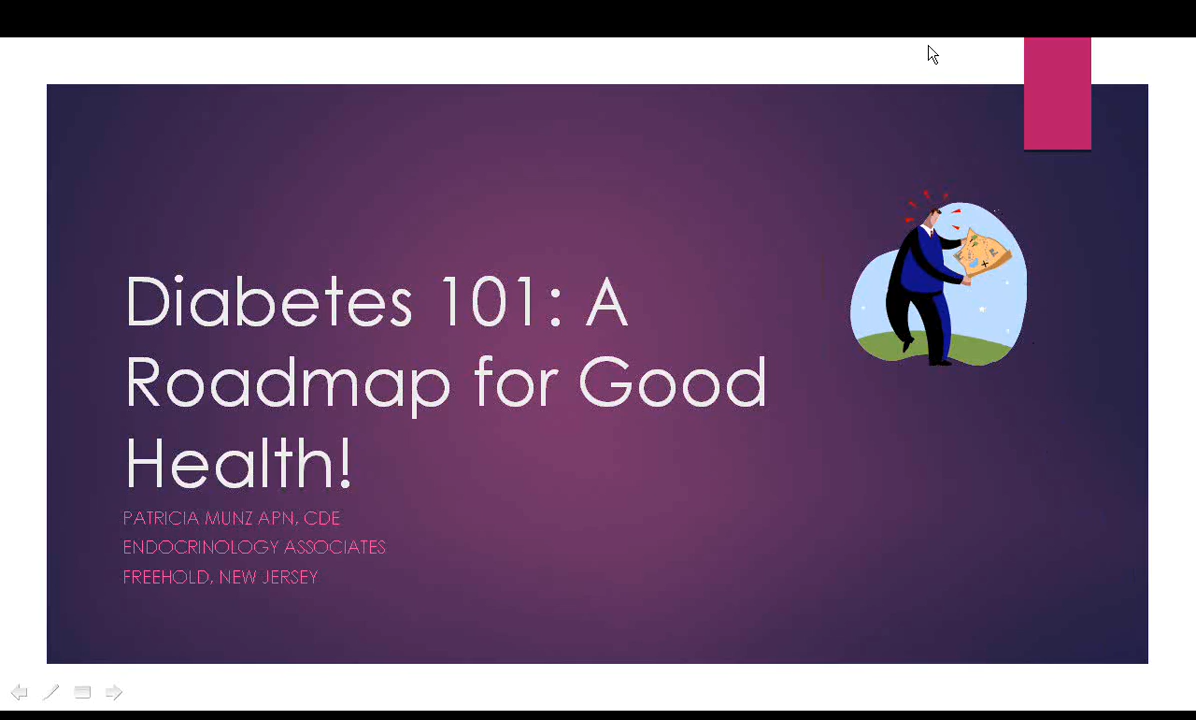 Diabetes 101: A
Roadmap for Good
Health!
PATRICIA MUNZ APN, CDE
ENDOCRINOLOGY ASSOCIATES
FREEHOLD, NEW JERSEY